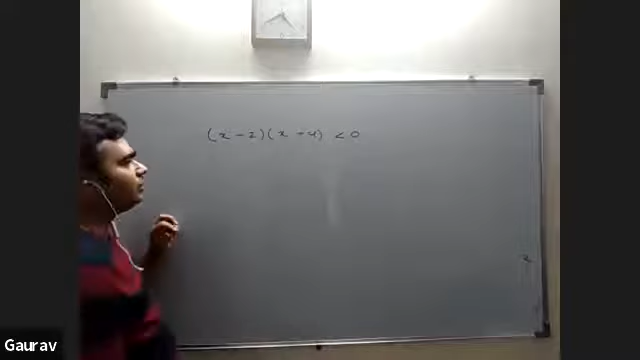 (x - 2)(x - 4) < 0
Gaurav